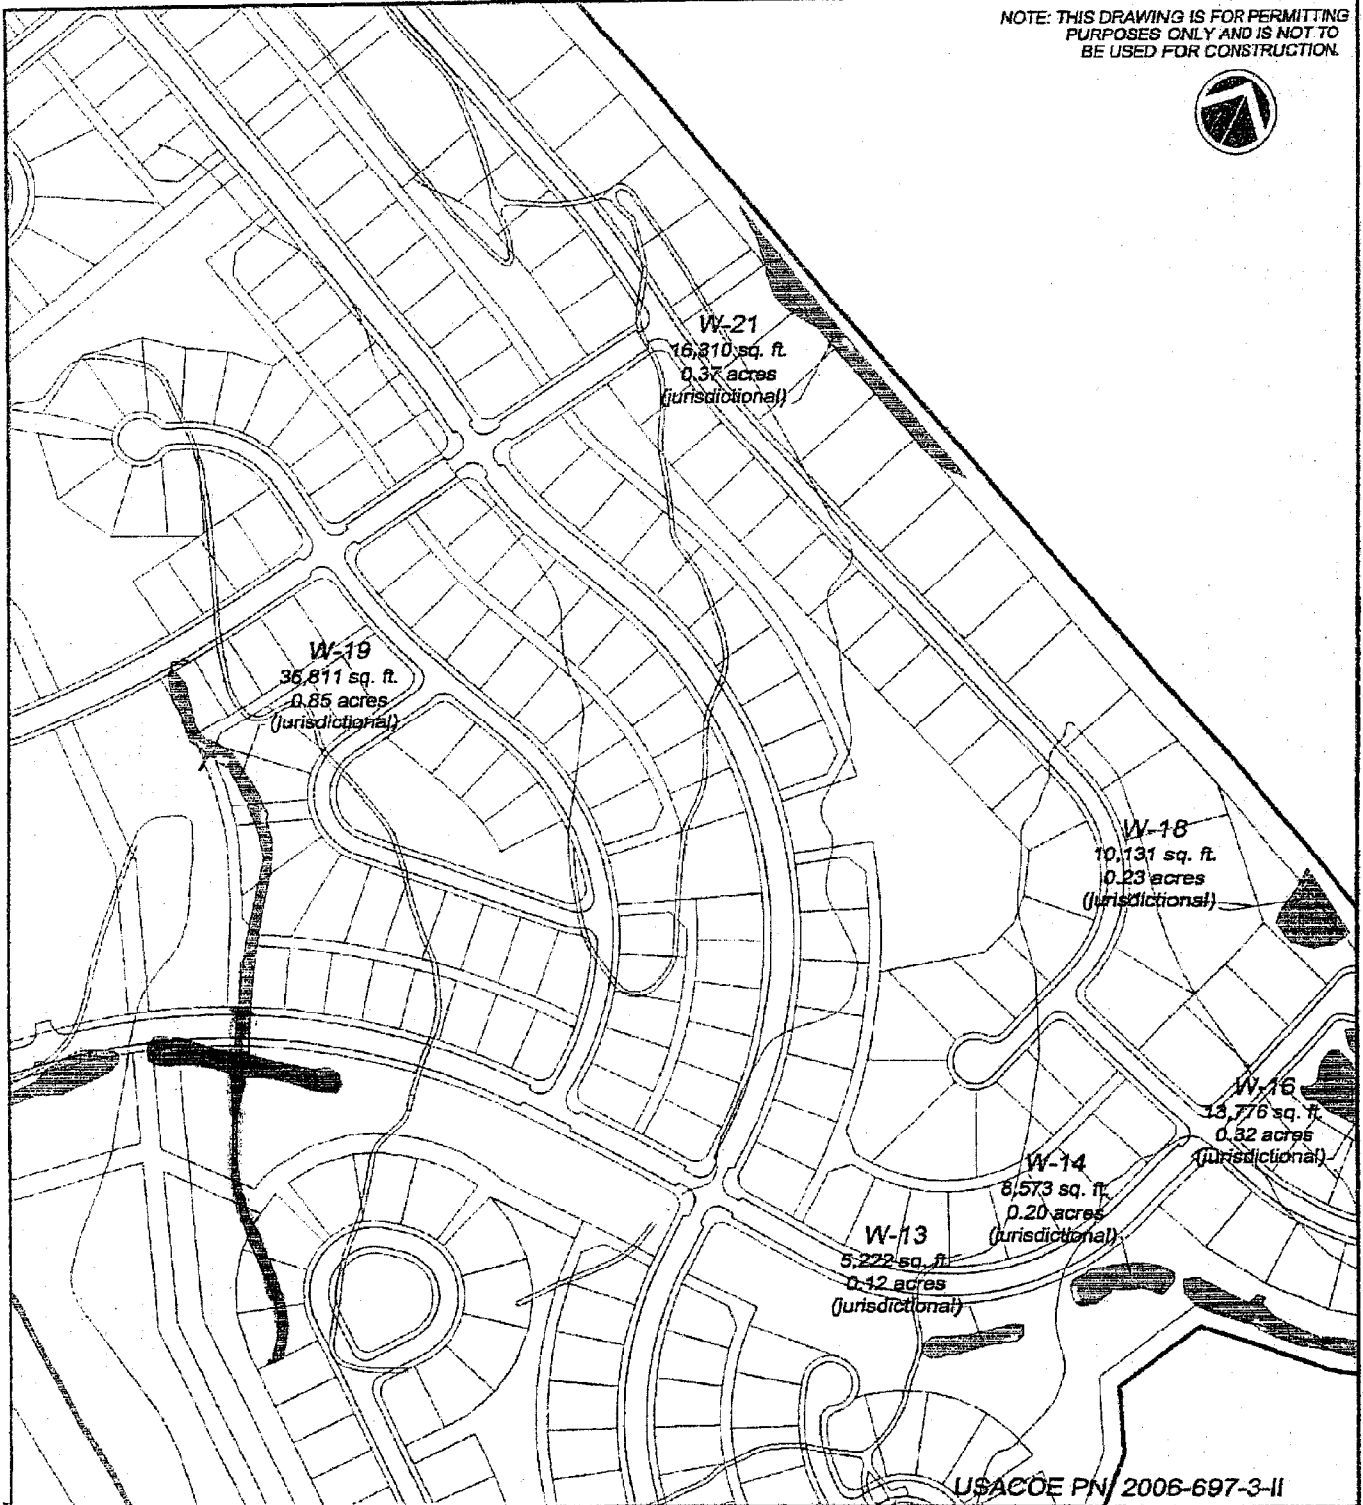 NOTE: THIS DRAWING IS FOR PERMITTING
PURPOSES ONLY AND IS NOT TO
BE USED FOR CONSTRUCTION.
W-21
16,310 sq. ft.
0.37 acres
(jurisdictional)
W-19
36,811 sq. ft.
0.85 acres
(jurisdictional)
W-18
10,131 sq. ft.
0.23 acres
(jurisdictional)
W-16
13,776 sq. ft.
0.32 acres
(jurisdictional)
W-14
8,573 sq. ft.
0.20 acres
(jurisdictional)
W-13
5,222 sq. ft.
0.12 acres
(jurisdictional)
USACOE PN/ 2006-697-3-II